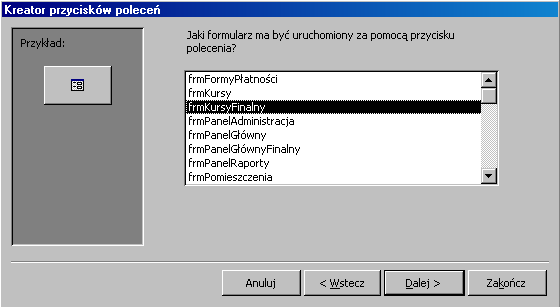 Kreator przycisków poleceń
Przykład:
Jaki formularz ma być uruchomiony za pomocą przycisku
polecenia?
frmFormyPłatności
frmKursy
frmKursyFinalny
frmPanelAdministracja
frmPanelGłówny
frmPanelGłównyFinalny
frmPanelRaporty
frmPomieszczenia
Anuluj
< Wstecz
Dalej >
Zakończ